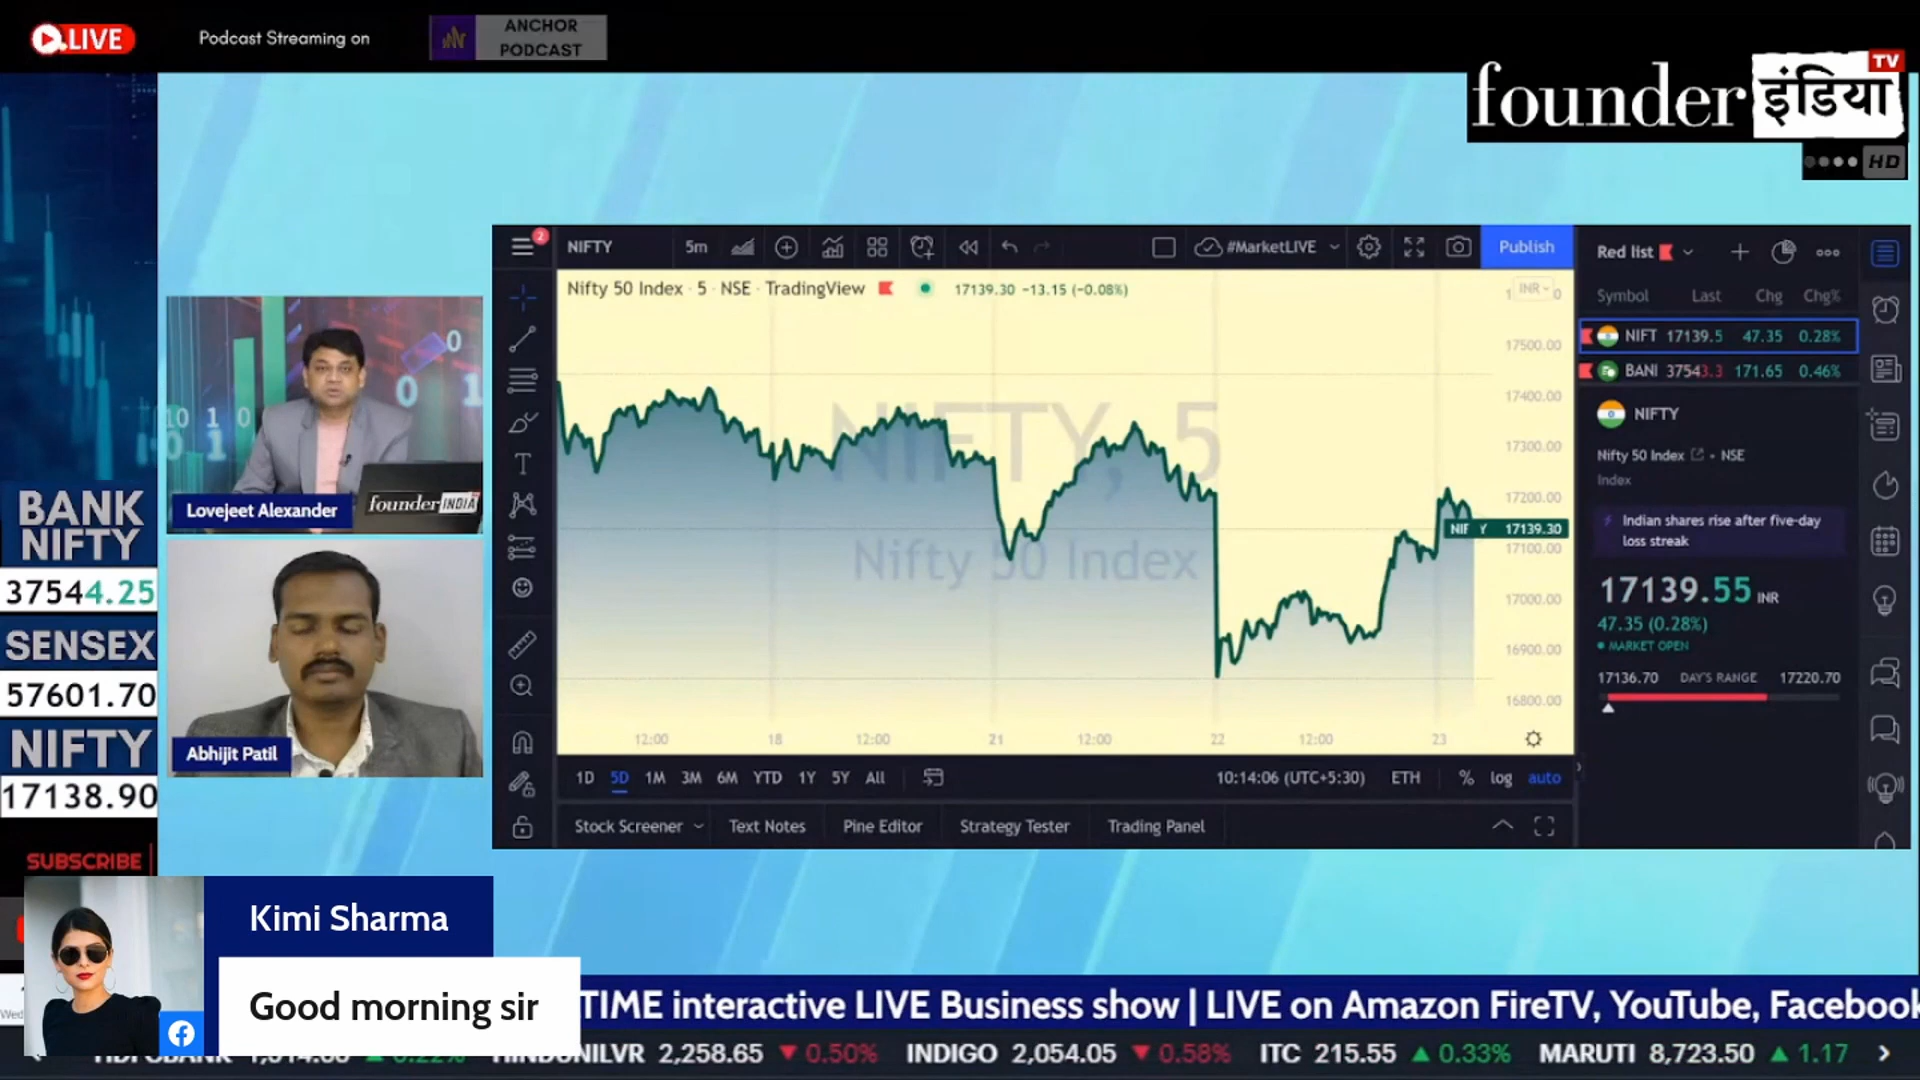 LIVE
Podcast Streaming on
ANCHOR
PODCAST
founder इंडिया
TV
HD
NIFTY
5m
#MarketLIVE
Publish
2
Nifty 50 Index · 5 · NSE · TradingView
17139.30 −13.15 (−0.08%)
INR
17500.00
17400.00
17300.00
17200.00
17139.30
17100.00
17000.00
16900.00
16800.00
NIFTY, 5
Nifty 50 Index
12:00
18
12:00
21
12:00
22
12:00
23
1D
5D
1M
3M
6M
YTD
1Y
5Y
All
10:14:06 (UTC+5:30)
ETH
%
log
auto
Stock Screener
Text Notes
Pine Editor
Strategy Tester
Trading Panel
Red list
Symbol Last Chg Chg%
NIFT 17139.5 47.35 0.28%
BANI 37543.3 171.65 0.46%
NIFTY
Nifty 50 Index • NSE
Index
Indian shares rise after five-day
loss streak
17139.55 INR
47.35 (0.28%)
MARKET OPEN
17136.70 DAY'S RANGE 17220.70
Lovejeet Alexander
founder INDIA
Abhijit Patil
BANK
NIFTY
37544.25
SENSEX
57601.70
NIFTY
17138.90
SUBSCRIBE
Kimi Sharma
Good morning sir
TIME interactive LIVE Business show | LIVE on Amazon FireTV, YouTube, Facebook
2,258.65 ▼ 0.50% INDIGO 2,054.05 ▼ 0.58% ITC 215.55 ▲ 0.33% MARUTI 8,723.50 ▲ 1.17